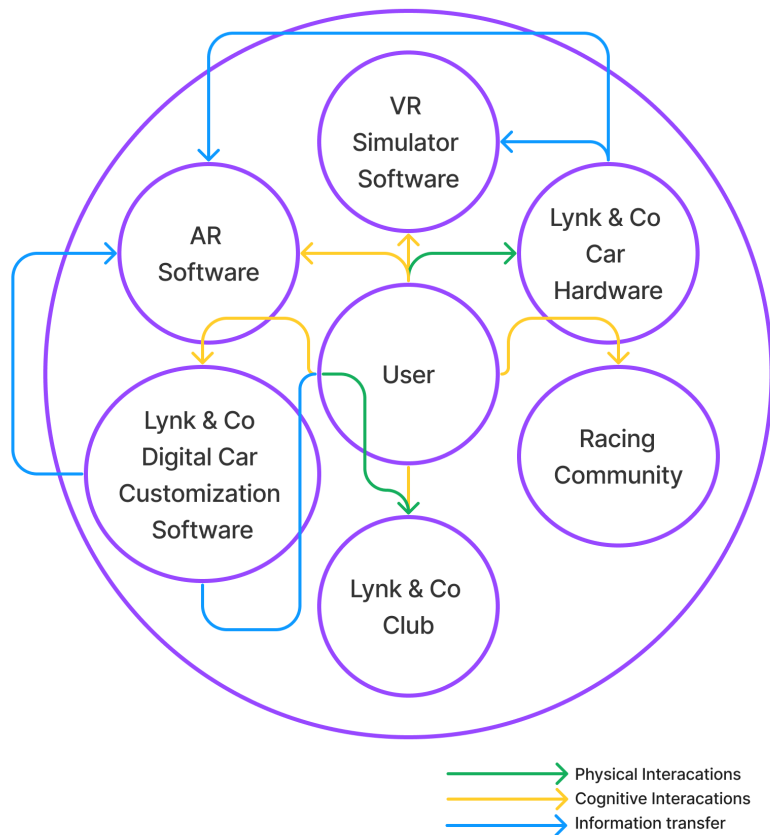 VR
Simulator
Software
AR
Software
Lynk & Co
Car
Hardware
User
Lynk & Co
Digital Car
Customization
Software
Racing
Community
Lynk & Co
Club
Physical Interacations
Cognitive Interacations
Information transfer